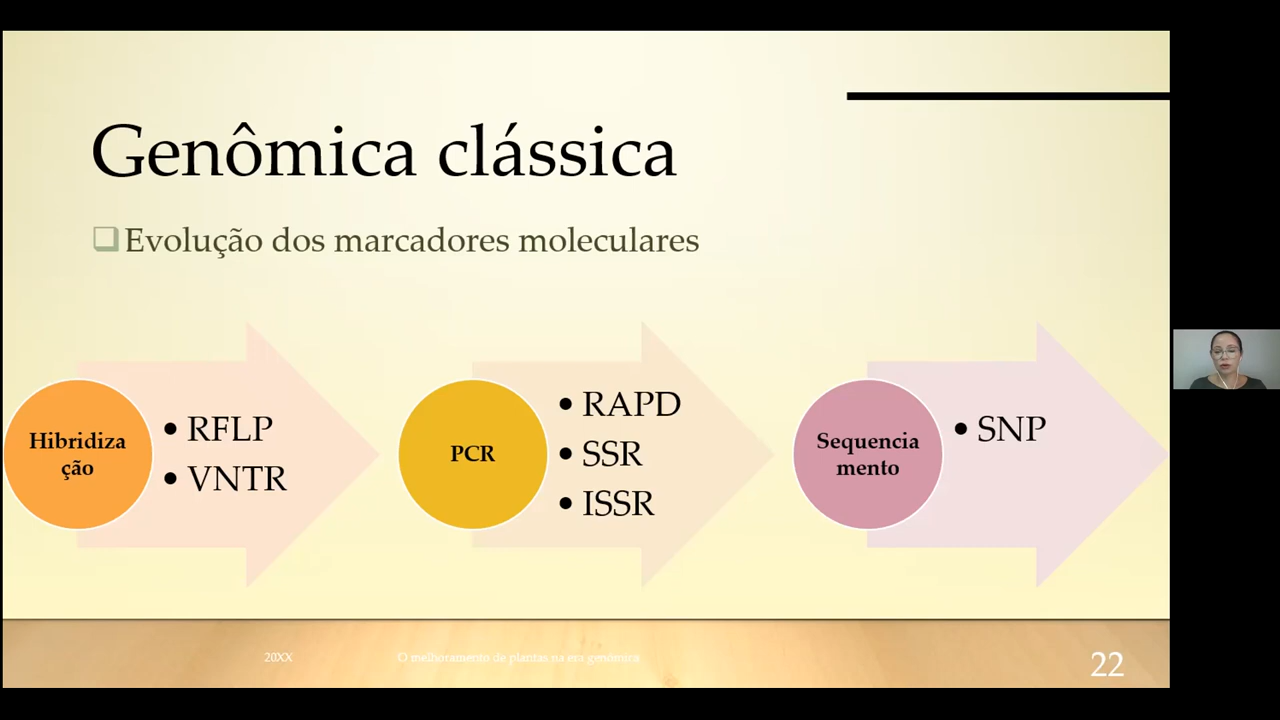 Genômica clássica
Evolução dos marcadores moleculares
Hibridiza
ção
• RFLP
• VNTR
PCR
• RAPD
• SSR
• ISSR
Sequencia
mento
• SNP
20XX
O melhoramento de plantas na era genômica
22